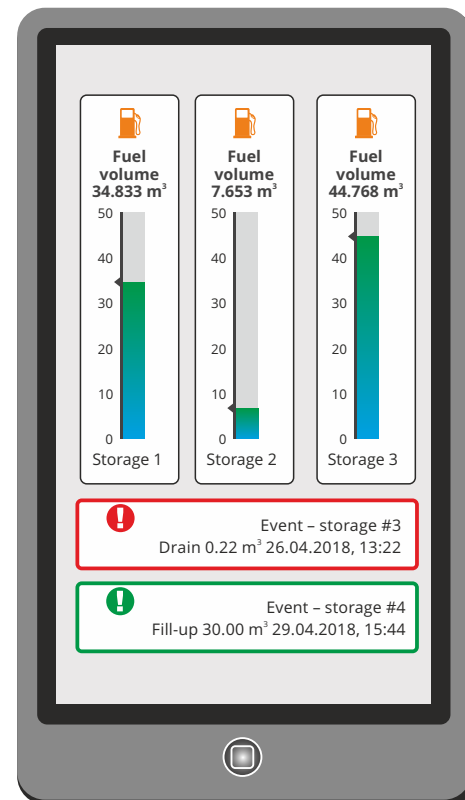 Fuel
volume
34.833 m³
50
40
30
20
10
0
Storage 1
Fuel
volume
7.653 m³
50
40
30
20
10
0
Storage 2
Fuel
volume
44.768 m³
50
40
30
20
10
0
Storage 3
Event – storage #3
Drain 0.22 m³ 26.04.2018, 13:22
Event – storage #4
Fill-up 30.00 m³ 29.04.2018, 15:44